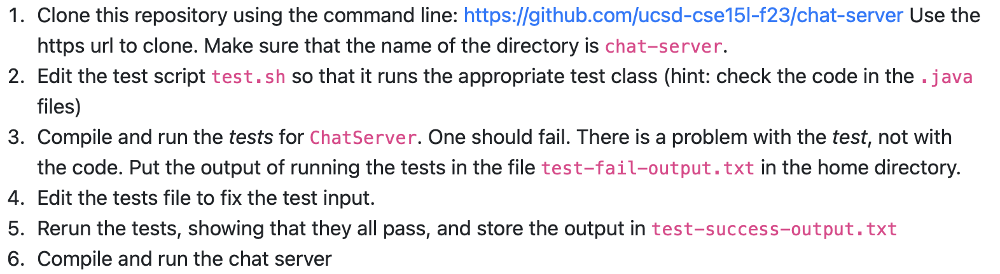 1. Clone this repository using the command line: https://github.com/ucsd-cse15l-f23/chat-server Use the
https url to clone. Make sure that the name of the directory is chat-server.
2. Edit the test script test.sh so that it runs the appropriate test class (hint: check the code in the .java
files)
3. Compile and run the tests for ChatServer. One should fail. There is a problem with the test, not with
the code. Put the output of running the tests in the file test-fail-output.txt in the home directory.
4. Edit the tests file to fix the test input.
5. Rerun the tests, showing that they all pass, and store the output in test-success-output.txt
6. Compile and run the chat server